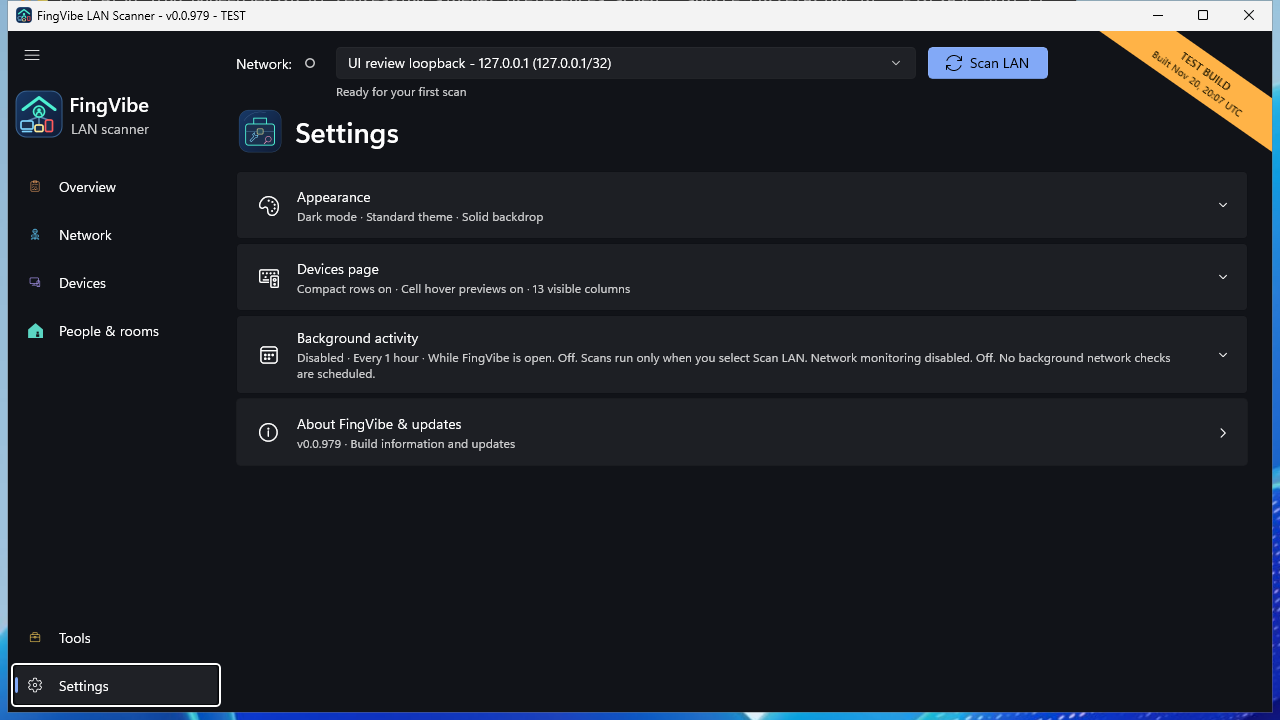 FingVibe LAN Scanner - v0.0.979 - TEST
Network:
UI review loopback - 127.0.0.1 (127.0.0.1/32)
Scan LAN
Ready for your first scan
TEST BUILD
Built Nov 20, 20:07 UTC
FingVibe
LAN scanner
Overview
Network
Devices
People & rooms
Tools
Settings
Settings
Appearance
Dark mode · Standard theme · Solid backdrop
Devices page
Compact rows on · Cell hover previews on · 13 visible columns
Background activity
Disabled · Every 1 hour · While FingVibe is open. Off. Scans run only when you select Scan LAN. Network monitoring disabled. Off. No background network checks
are scheduled.
About FingVibe & updates
v0.0.979 · Build information and updates